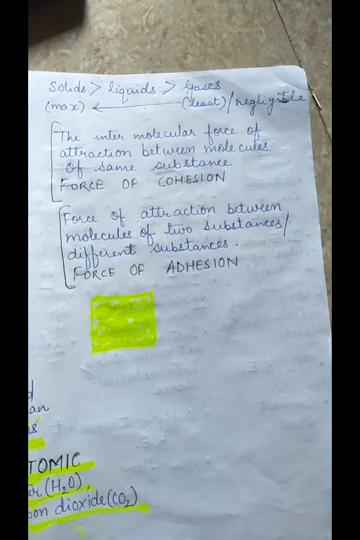 solids > liquids > gases
(max) ← (least)/negligible
The inter molecular force of
attraction between molecules
of same substance
FORCE OF COHESION
Force of attraction between
molecules of two substances/
different substances.
FORCE OF ADHESION
TOMIC
(H₂O),
on dioxide(CO₂)